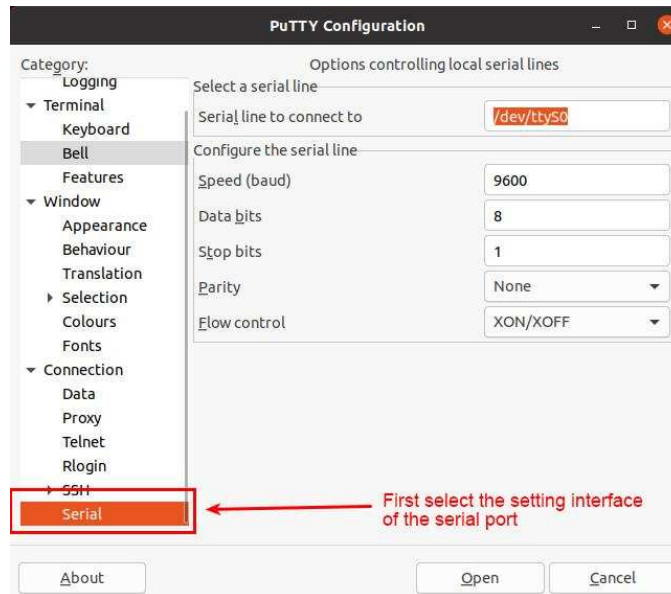 PuTTY Configuration
Category:
Options controlling local serial lines
Logging
Terminal
Keyboard
Bell
Features
Window
Appearance
Behaviour
Translation
Selection
Colours
Fonts
Connection
Data
Proxy
Telnet
Rlogin
SSH
Serial
Select a serial line
Serial line to connect to /dev/ttyS0
Configure the serial line
Speed (baud) 9600
Data bits 8
Stop bits 1
Parity None
Flow control XON/XOFF
First select the setting interface
of the serial port
About Open Cancel